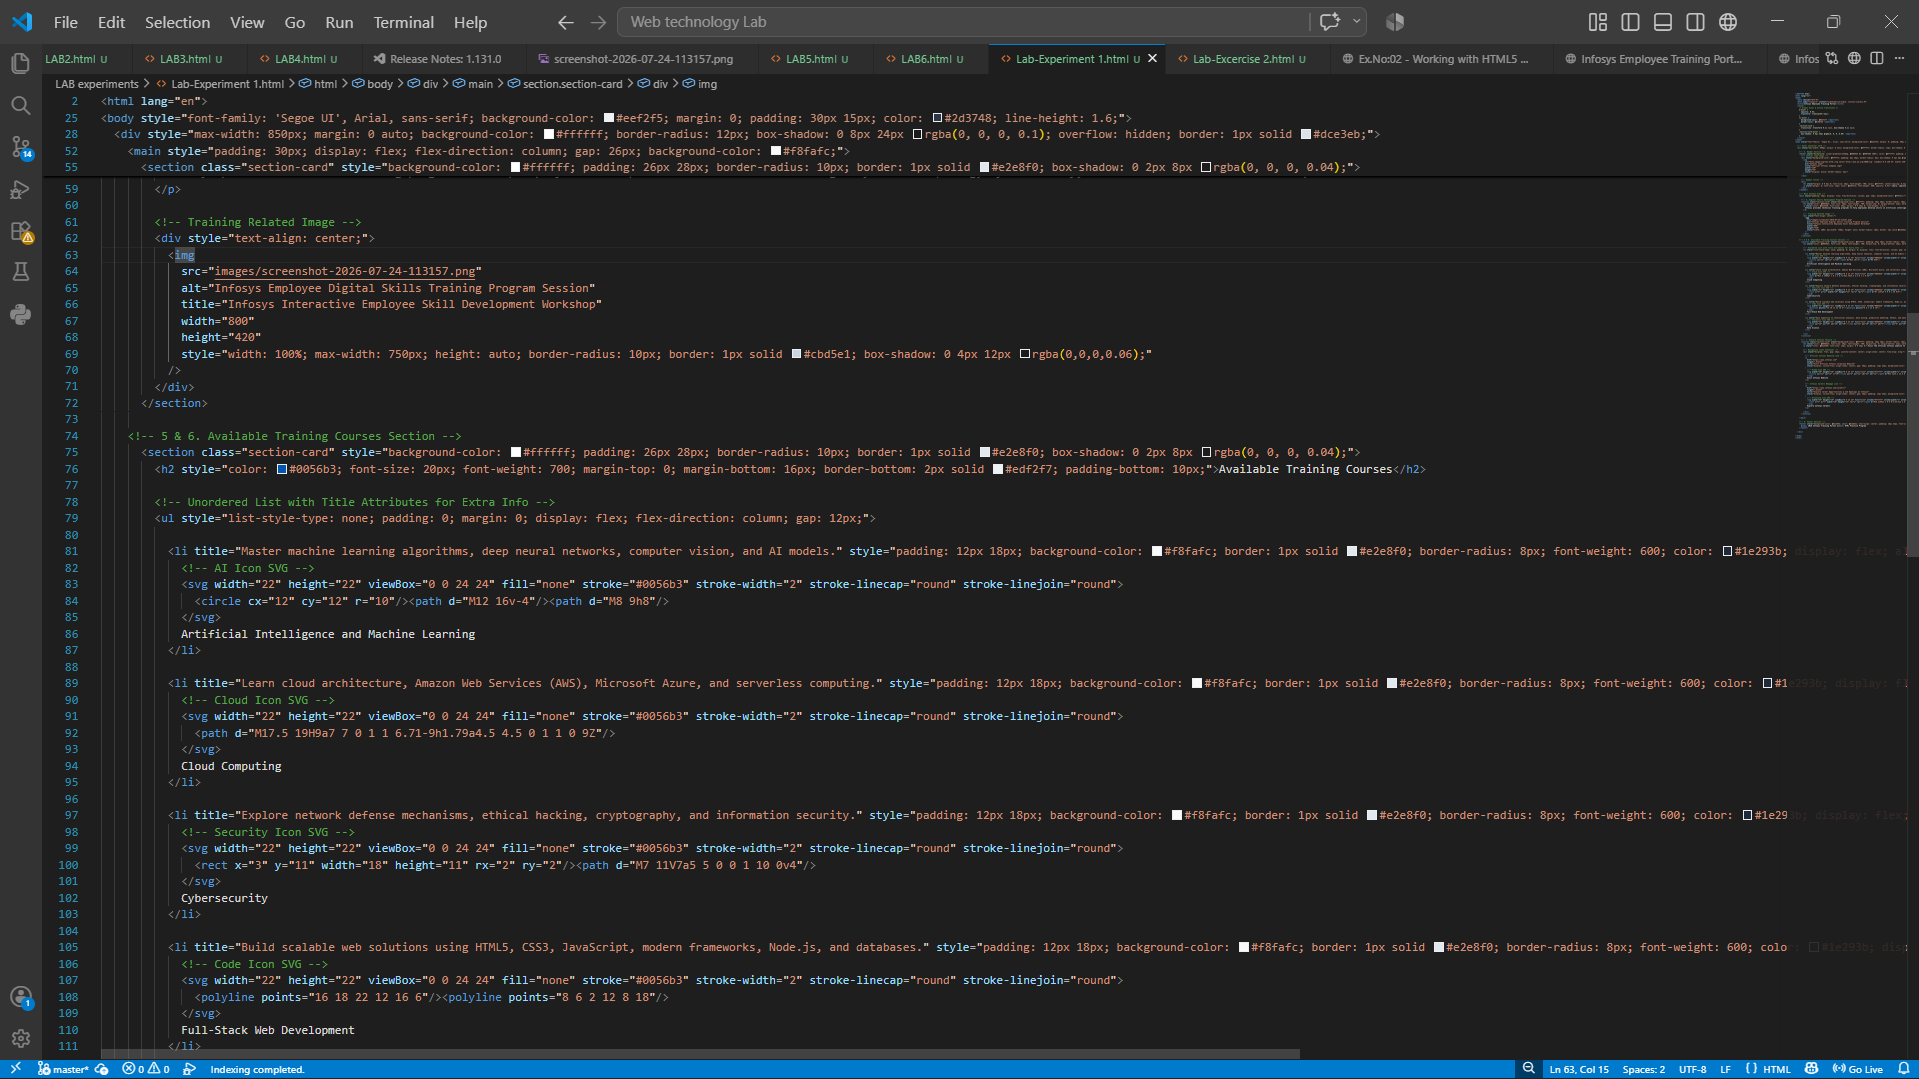 File Edit Selection View Go Run Terminal Help
Web technology Lab
LAB2.html U
LAB3.html U
LAB4.html U
Release Notes: 1.131.0
screenshot-2026-07-24-113157.png
LAB5.html U
LAB6.html U
Lab-Experiment 1.html U
Lab-Excercise 2.html U
Ex.No:02 - Working with HTML5 ...
Infosys Employee Training Port...
Infos
LAB experiments > Lab-Experiment 1.html > html > body > div > main > section.section-card > div > img
2 <html lang="en">
25 <body style="font-family: 'Segoe UI', Arial, sans-serif; background-color: #eef2f5; margin: 0; padding: 30px 15px; color: #2d3748; line-height: 1.6;">
28 <div style="max-width: 850px; margin: 0 auto; background-color: #ffffff; border-radius: 12px; box-shadow: 0 8px 24px rgba(0, 0, 0, 0.1); overflow: hidden; border: 1px solid #dce3eb;">
52 <main style="padding: 30px; display: flex; flex-direction: column; gap: 26px; background-color: #f8fafc;">
55 <section class="section-card" style="background-color: #ffffff; padding: 26px 28px; border-radius: 10px; border: 1px solid #e2e8f0; box-shadow: 0 2px 8px rgba(0, 0, 0, 0.04);">
59 </p>
60
61 <!-- Training Related Image -->
62 <div style="text-align: center;">
63 <img
64 src="images/screenshot-2026-07-24-113157.png"
65 alt="Infosys Employee Digital Skills Training Program Session"
66 title="Infosys Interactive Employee Skill Development Workshop"
67 width="800"
68 height="420"
69 style="width: 100%; max-width: 750px; height: auto; border-radius: 10px; border: 1px solid #cbd5e1; box-shadow: 0 4px 12px rgba(0,0,0,0.06);"
70 />
71 </div>
72 </section>
73
74 <!-- 5 & 6. Available Training Courses Section -->
75 <section class="section-card" style="background-color: #ffffff; padding: 26px 28px; border-radius: 10px; border: 1px solid #e2e8f0; box-shadow: 0 2px 8px rgba(0, 0, 0, 0.04);">
76 <h2 style="color: #0056b3; font-size: 20px; font-weight: 700; margin-top: 0; margin-bottom: 16px; border-bottom: 2px solid #edf2f7; padding-bottom: 10px;">Available Training Courses</h2>
77
78 <!-- Unordered List with Title Attributes for Extra Info -->
79 <ul style="list-style-type: none; padding: 0; margin: 0; display: flex; flex-direction: column; gap: 12px;">
80
81 <li title="Master machine learning algorithms, deep neural networks, computer vision, and AI models." style="padding: 12px 18px; background-color: #f8fafc; border: 1px solid #e2e8f0; border-radius: 8px; font-weight: 600; color: #1e293b; display: flex; al
82 <!-- AI Icon SVG -->
83 <svg width="22" height="22" viewBox="0 0 24 24" fill="none" stroke="#0056b3" stroke-width="2" stroke-linecap="round" stroke-linejoin="round">
84 <circle cx="12" cy="12" r="10"/><path d="M12 16v-4"/><path d="M8 9h8"/>
85 </svg>
86 Artificial Intelligence and Machine Learning
87 </li>
88
89 <li title="Learn cloud architecture, Amazon Web Services (AWS), Microsoft Azure, and serverless computing." style="padding: 12px 18px; background-color: #f8fafc; border: 1px solid #e2e8f0; border-radius: 8px; font-weight: 600; color: #1e293b; display: fl
90 <!-- Cloud Icon SVG -->
91 <svg width="22" height="22" viewBox="0 0 24 24" fill="none" stroke="#0056b3" stroke-width="2" stroke-linecap="round" stroke-linejoin="round">
92 <path d="M17.5 19H9a7 7 0 1 1 6.71-9h1.79a4.5 4.5 0 1 1 0 9Z"/>
93 </svg>
94 Cloud Computing
95 </li>
96
97 <li title="Explore network defense mechanisms, ethical hacking, cryptography, and information security." style="padding: 12px 18px; background-color: #f8fafc; border: 1px solid #e2e8f0; border-radius: 8px; font-weight: 600; color: #1e293b; display: flex;
98 <!-- Security Icon SVG -->
99 <svg width="22" height="22" viewBox="0 0 24 24" fill="none" stroke="#0056b3" stroke-width="2" stroke-linecap="round" stroke-linejoin="round">
100 <rect x="3" y="11" width="18" height="11" rx="2" ry="2"/><path d="M7 11V7a5 5 0 0 1 10 0v4"/>
101 </svg>
102 Cybersecurity
103 </li>
104
105 <li title="Build scalable web solutions using HTML5, CSS3, JavaScript, modern frameworks, Node.js, and databases." style="padding: 12px 18px; background-color: #f8fafc; border: 1px solid #e2e8f0; border-radius: 8px; font-weight: 600; colo #1e293b; disp
106 <!-- Code Icon SVG -->
107 <svg width="22" height="22" viewBox="0 0 24 24" fill="none" stroke="#0056b3" stroke-width="2" stroke-linecap="round" stroke-linejoin="round">
108 <polyline points="16 18 22 12 16 6"/><polyline points="8 6 2 12 8 18"/>
109 </svg>
110 Full-Stack Web Development
111 </li>
14
1
master* 0 0 Indexing completed.
Ln 63, Col 15 Spaces: 2 UTF-8 LF {} HTML Go Live